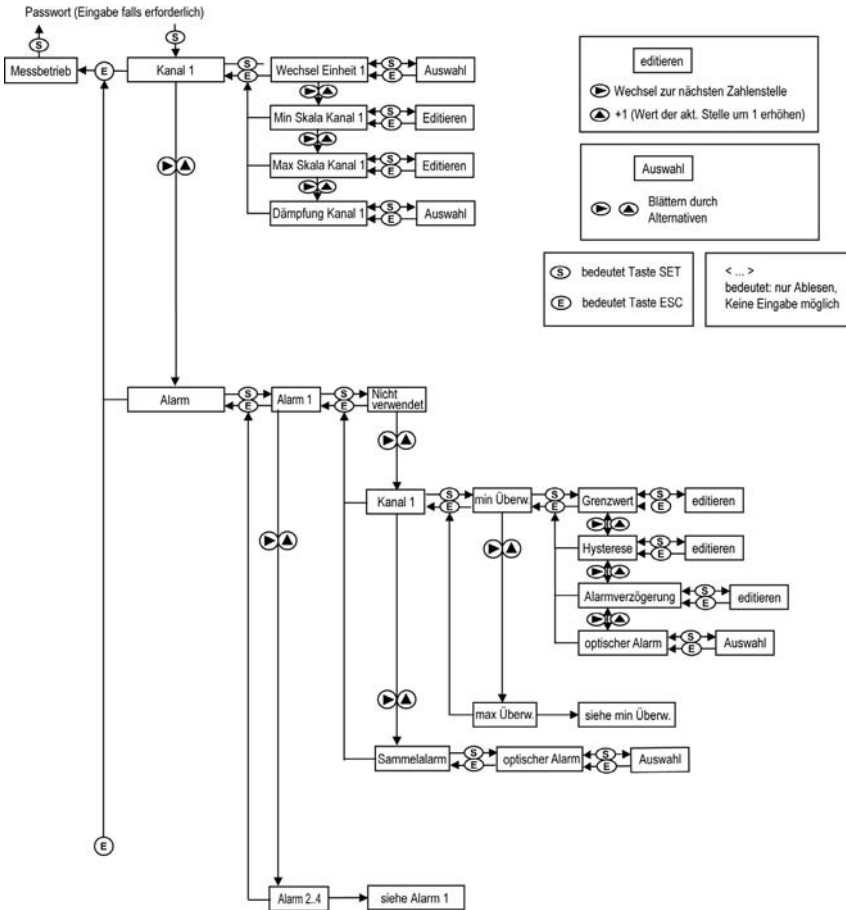 Passwort (Eingabe falls erforderlich)
S
S
Messbetrieb
E
Kanal 1
S
E
Wechsel Einheit 1
S
E
Auswahl
Min Skala Kanal 1
S
E
Editieren
Max Skala Kanal 1
S
E
Editieren
Dämpfung Kanal 1
S
E
Auswahl
editieren
Wechsel zur nächsten Zahlenstelle
+1 (Wert der akt. Stelle um 1 erhöhen)
Auswahl
Blättern durch
Alternativen
S bedeutet Taste SET
E bedeutet Taste ESC
< ... >
bedeutet: nur Ablesen,
Keine Eingabe möglich
Alarm
S
E
Alarm 1
S
E
Nicht
verwendet
Kanal 1
S
E
min Überw.
S
E
Grenzwert
S
E
editieren
Hysterese
S
E
editieren
Alarmverzögerung
S
E
editieren
optischer Alarm
S
E
Auswahl
max Überw.
siehe min Überw.
Sammelalarm
S
E
optischer Alarm
S
E
Auswahl
E
Alarm 2..4
siehe Alarm 1